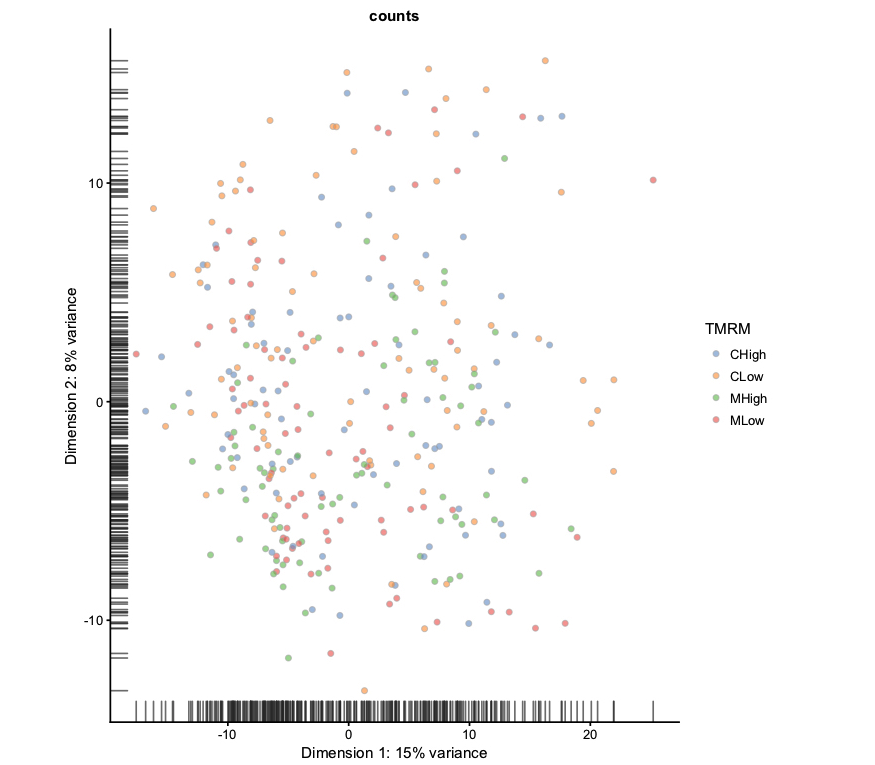 counts
Dimension 2: 8% variance
10
0
-10
-10
0
10
20
Dimension 1: 15% variance
TMRM
CHigh
CLow
MHigh
MLow